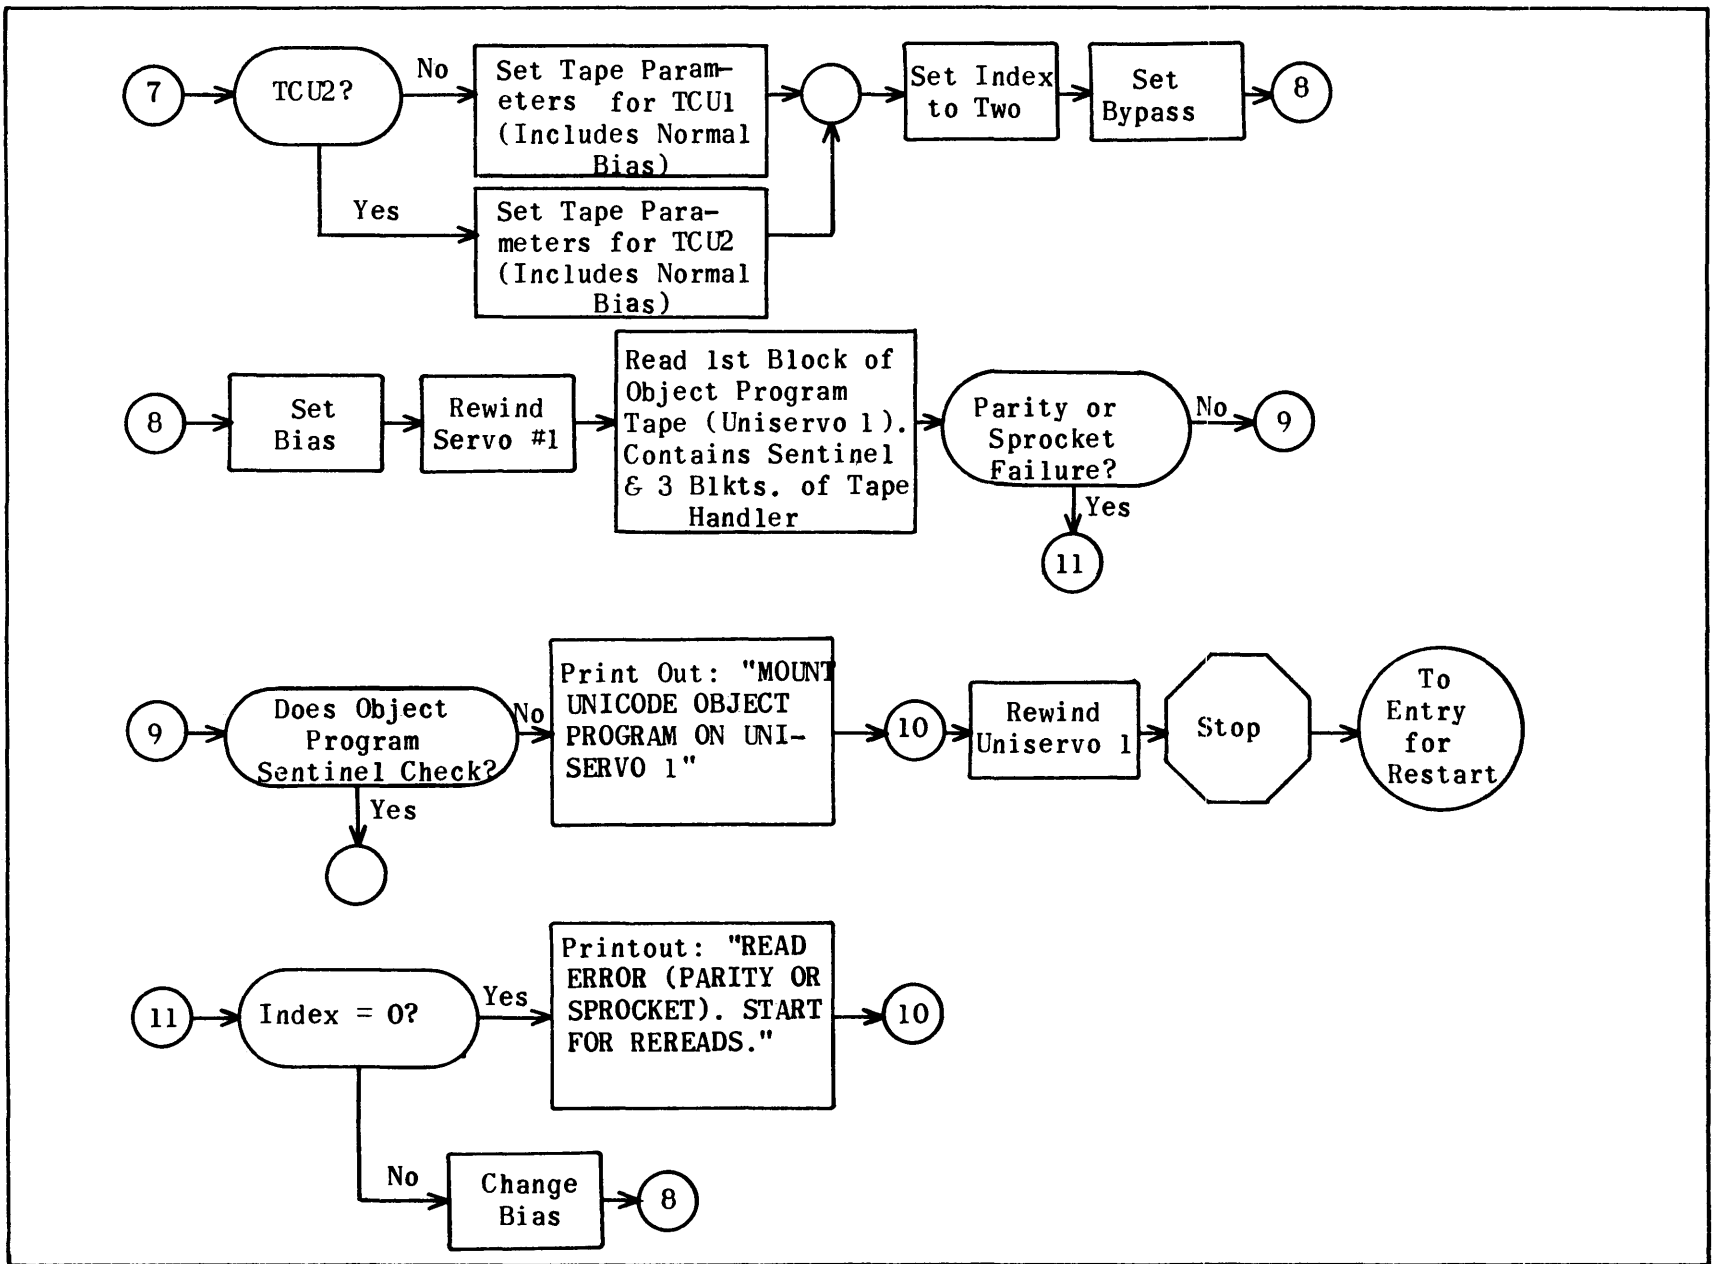 7
TCU2?
No
Set Tape Param-
eters for TCU1
(Includes Normal
Bias)
Set Index
to Two
Set
Bypass
8
Yes
Set Tape Para-
meters for TCU2
(Includes Normal
Bias)
8
Set
Bias
Rewind
Servo #1
Read 1st Block of
Object Program
Tape (Uniservo 1).
Contains Sentinel
& 3 Blkts. of Tape
Handler
Parity or
Sprocket
Failure?
No
9
Yes
11
9
Does Object
Program
Sentinel Check?
No
Print Out: "MOUNT
UNICODE OBJECT
PROGRAM ON UNI-
SERVO 1"
10
Rewind
Uniservo 1
Stop
To
Entry
for
Restart
Yes
11
Index = 0?
Yes
Printout: "READ
ERROR (PARITY OR
SPROCKET). START
FOR REREADS."
10
No
Change
Bias
8